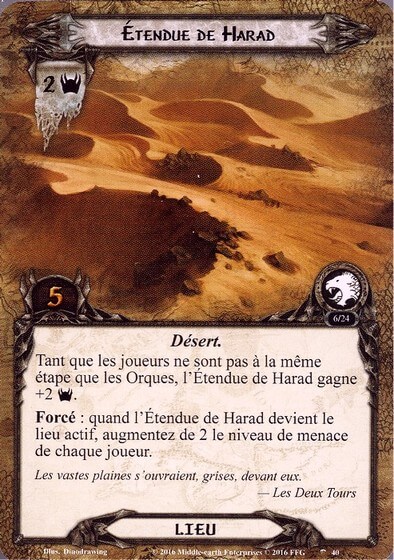 Étendue de Harad
2
5
6/24
Désert.
Tant que les joueurs ne sont pas à la même
étape que les Orques, l'Étendue de Harad gagne
+2 .
Forcé : quand l'Étendue de Harad devient le
lieu actif, augmentez de 2 le niveau de menace
de chaque joueur.
Les vastes plaines s'ouvraient, grises, devant eux.
— Les Deux Tours
LIEU
Illus. Dinodrawing © 2016 Middle-earth Enterprises © 2016 FFG 40